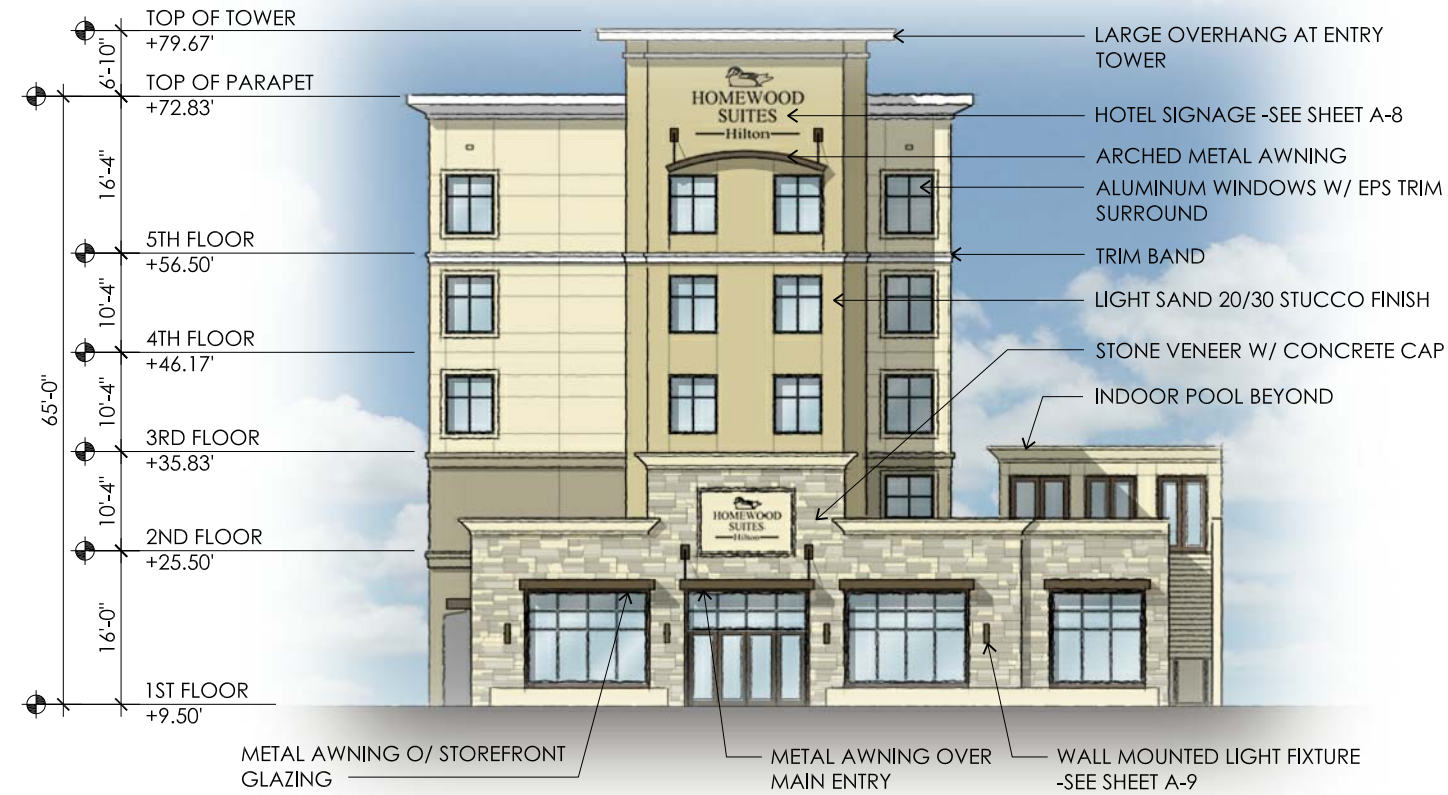 TOP OF TOWER
+79.67'
6'-10"
TOP OF PARAPET
+72.83'
16'-4"
5TH FLOOR
+56.50'
10'-4"
4TH FLOOR
+46.17'
10'-4"
65'-0"
3RD FLOOR
+35.83'
10'-4"
2ND FLOOR
+25.50'
16'-0"
1ST FLOOR
+9.50'
HOMEWOOD
SUITES
Hilton
HOMEWOOD
SUITES
Hilton
LARGE OVERHANG AT ENTRY
TOWER
HOTEL SIGNAGE -SEE SHEET A-8
ARCHED METAL AWNING
ALUMINUM WINDOWS W/ EPS TRIM
SURROUND
TRIM BAND
LIGHT SAND 20/30 STUCCO FINISH
STONE VENEER W/ CONCRETE CAP
INDOOR POOL BEYOND
METAL AWNING O/ STOREFRONT
GLAZING
METAL AWNING OVER
MAIN ENTRY
WALL MOUNTED LIGHT FIXTURE
-SEE SHEET A-9